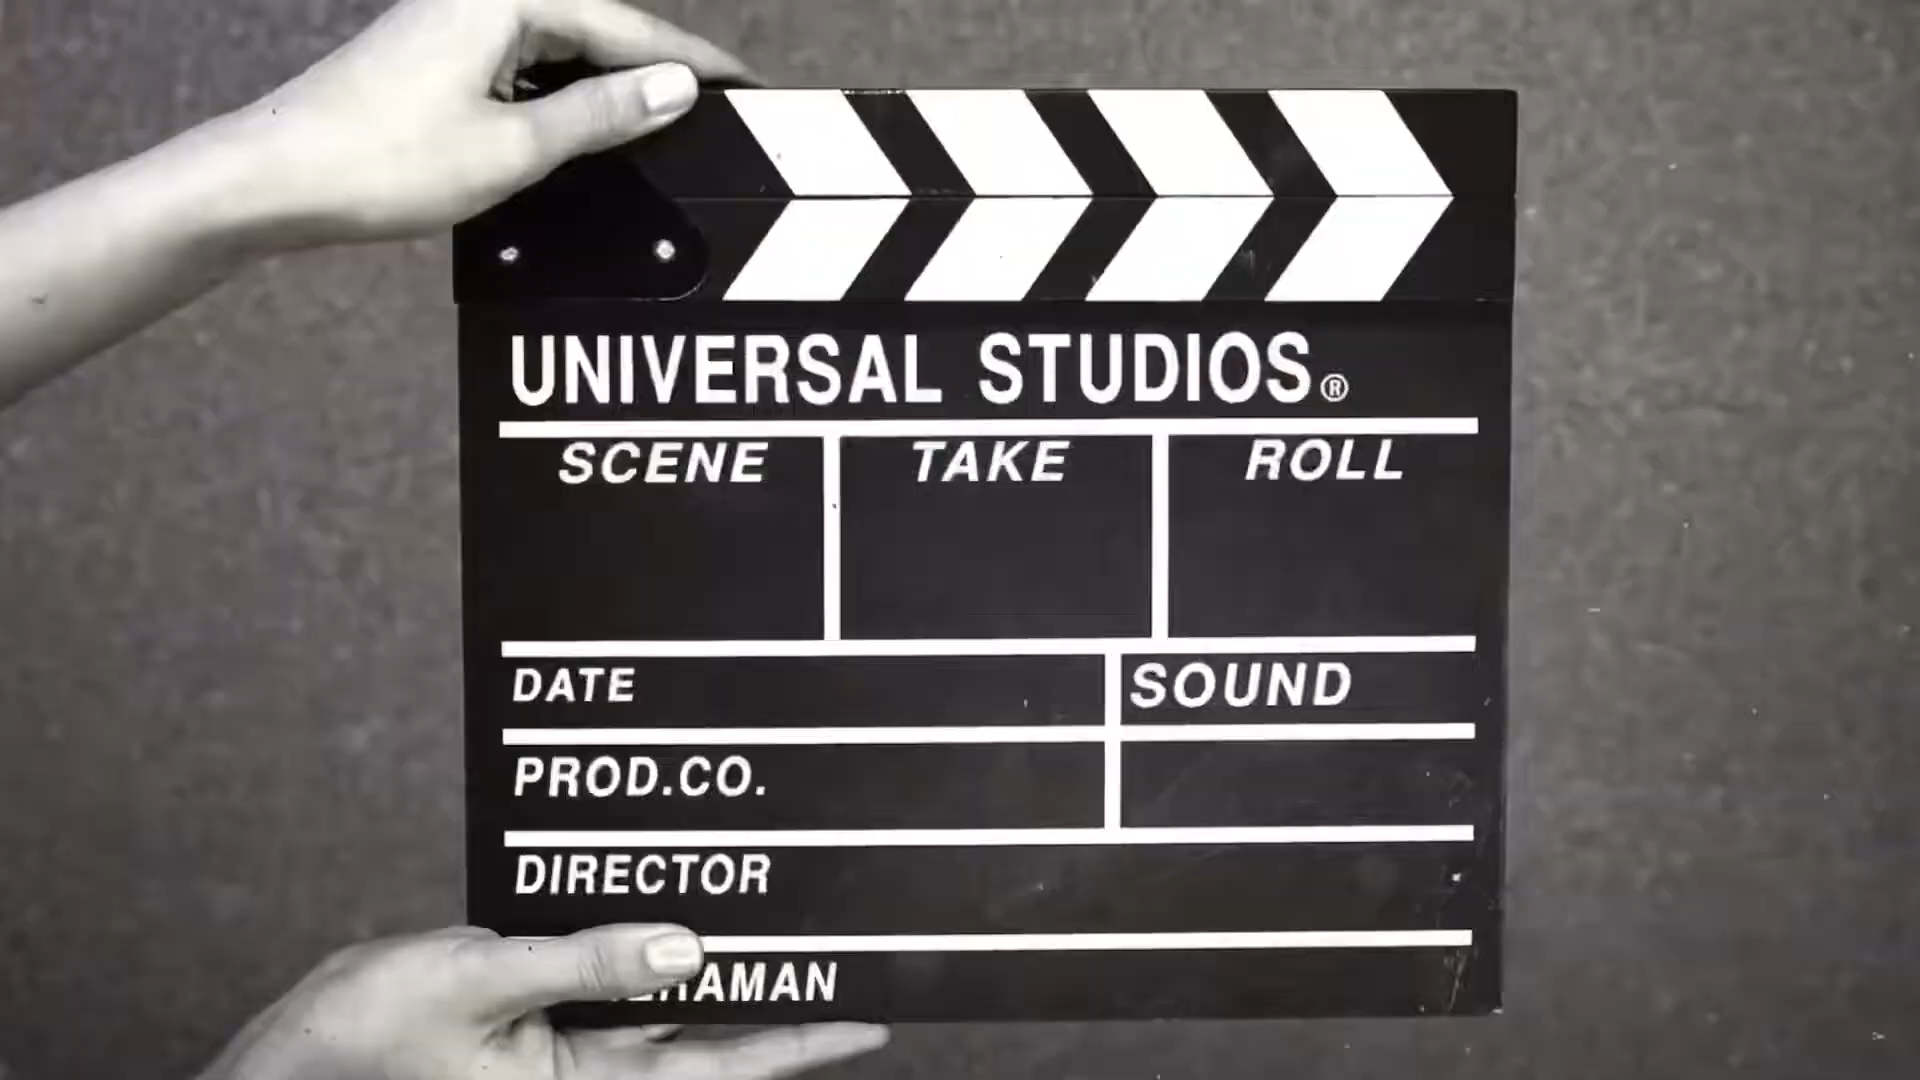 UNIVERSAL STUDIOS®
SCENE TAKE ROLL
DATE SOUND
PROD.CO.
DIRECTOR